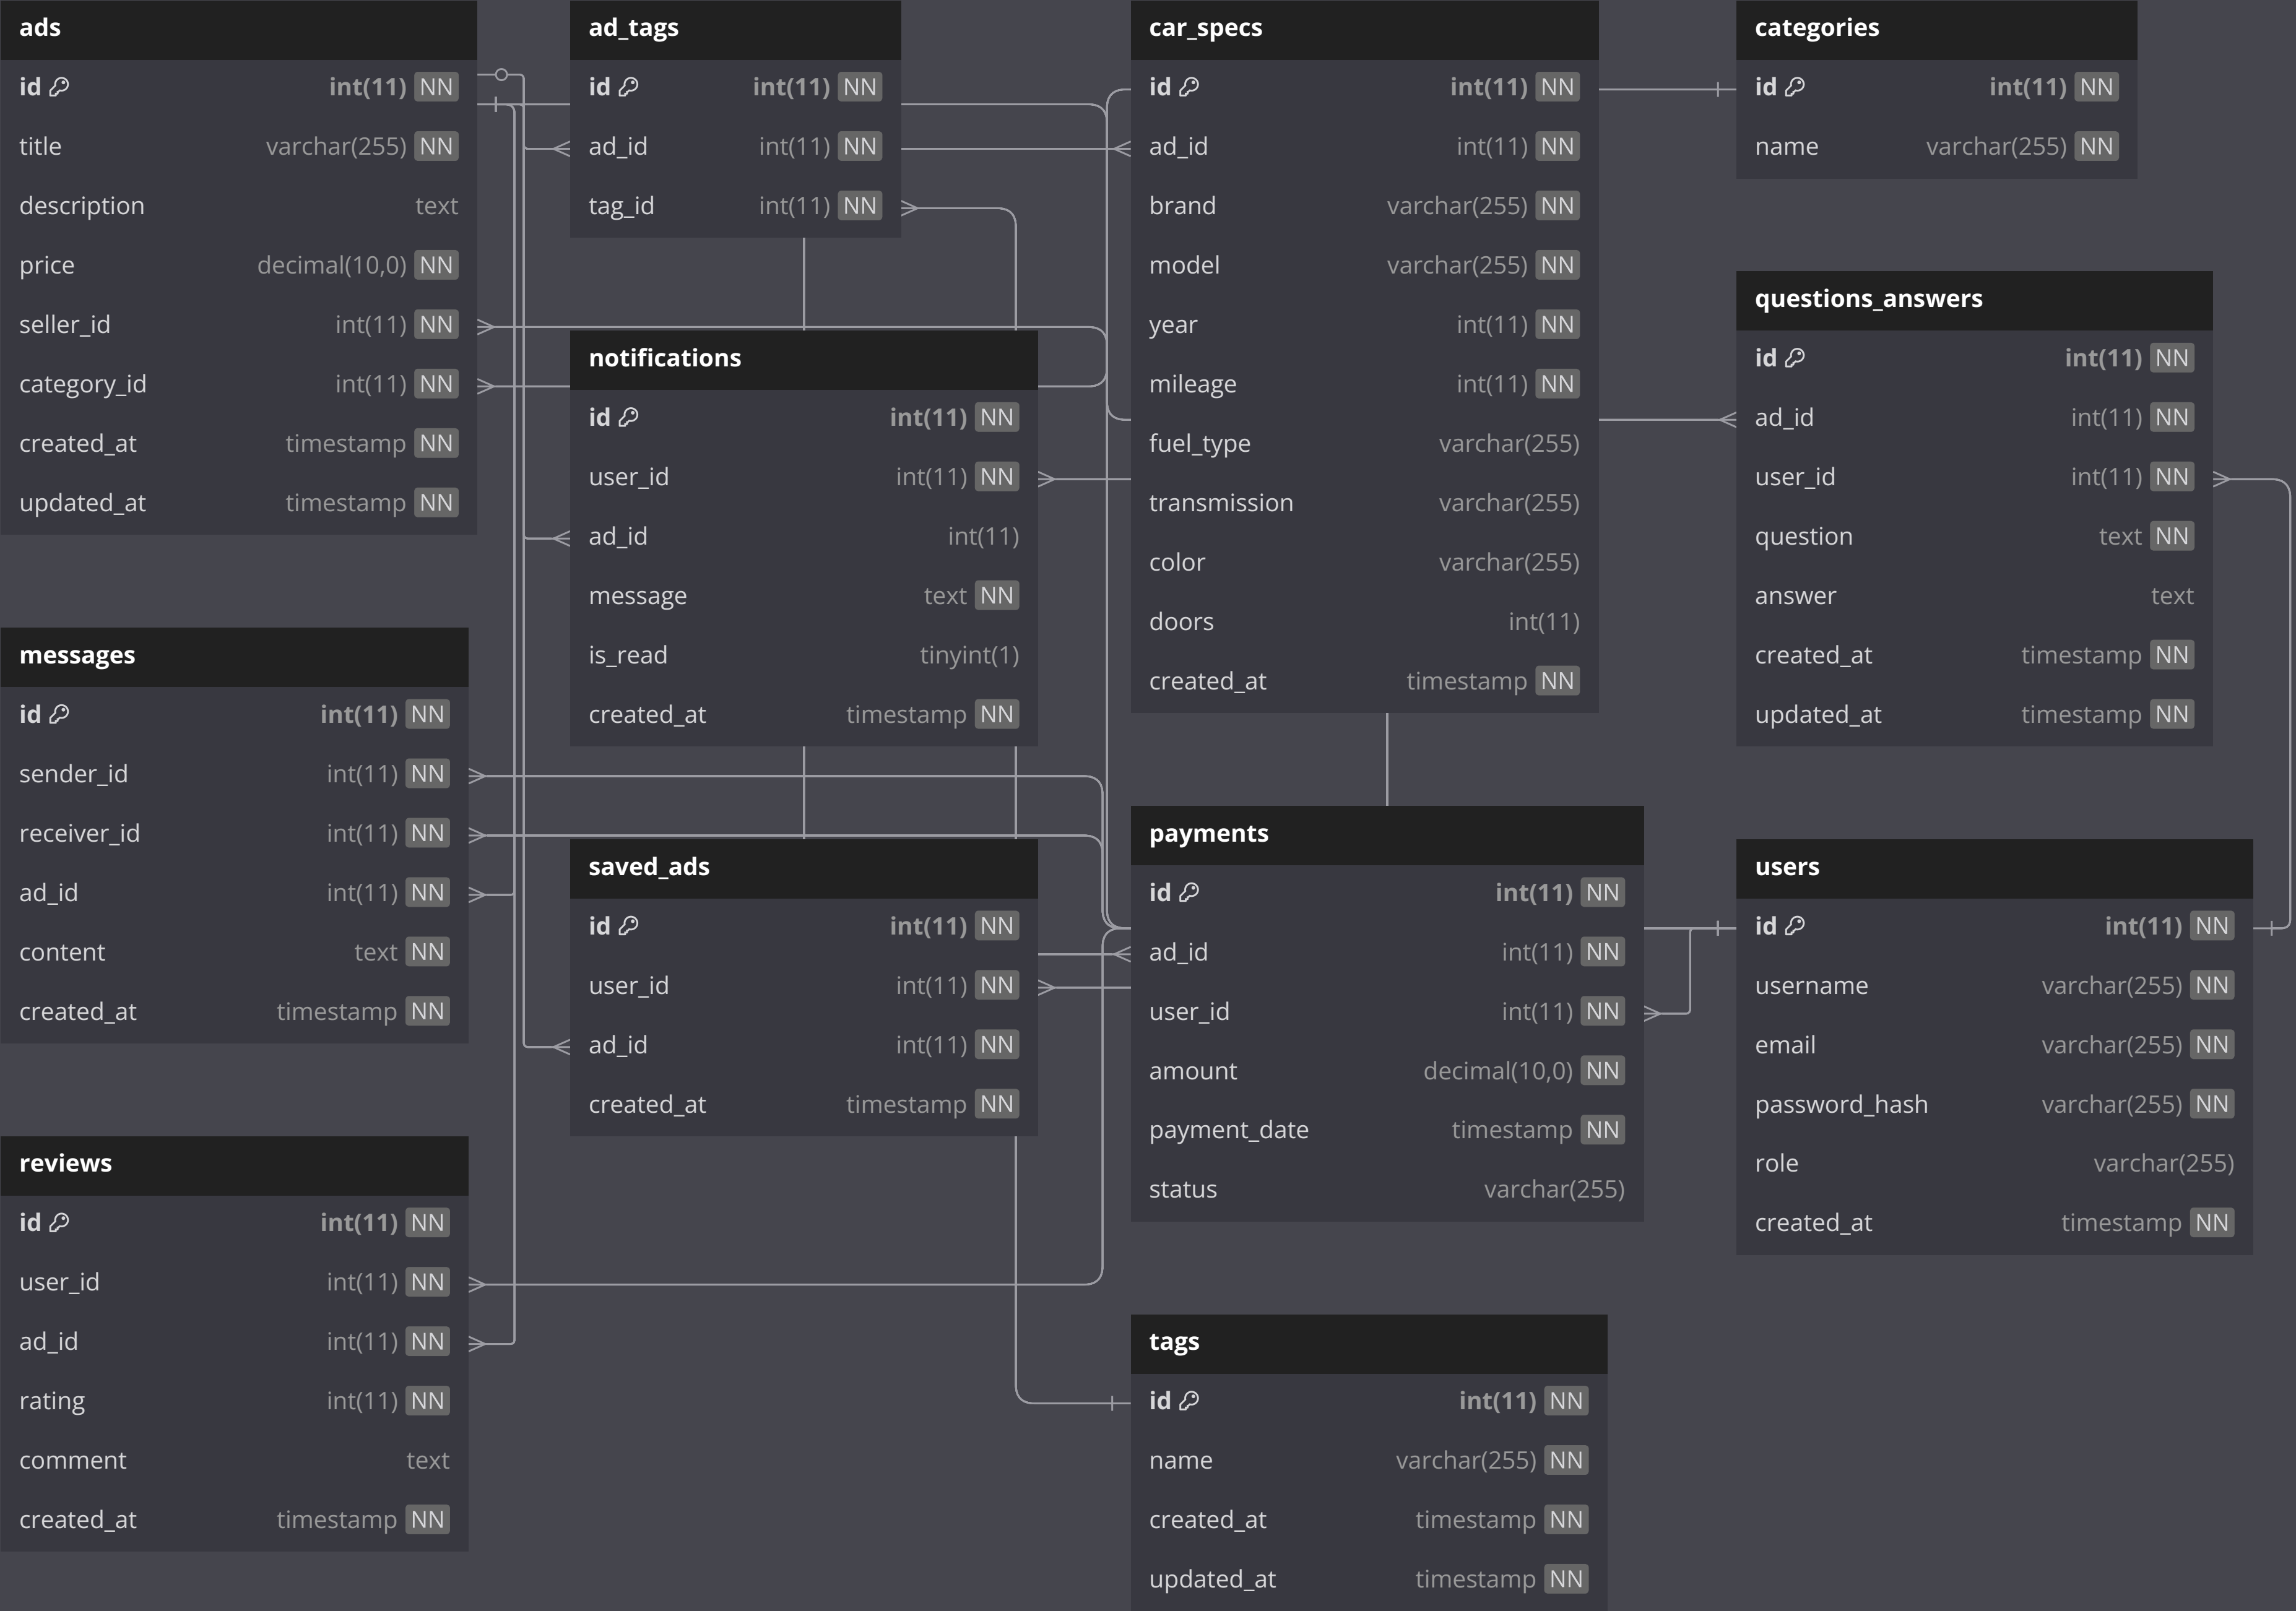 ads
id int(11) NN
title varchar(255) NN
description text
price decimal(10,0) NN
seller_id int(11) NN
category_id int(11) NN
created_at timestamp NN
updated_at timestamp NN
messages
id int(11) NN
sender_id int(11) NN
receiver_id int(11) NN
ad_id int(11) NN
content text NN
created_at timestamp NN
reviews
id int(11) NN
user_id int(11) NN
ad_id int(11) NN
rating int(11) NN
comment text
created_at timestamp NN
ad_tags
id int(11) NN
ad_id int(11) NN
tag_id int(11) NN
notifications
id int(11) NN
user_id int(11) NN
ad_id int(11)
message text NN
is_read tinyint(1)
created_at timestamp NN
saved_ads
id int(11) NN
user_id int(11) NN
ad_id int(11) NN
created_at timestamp NN
car_specs
id int(11) NN
ad_id int(11) NN
brand varchar(255) NN
model varchar(255) NN
year int(11) NN
mileage int(11) NN
fuel_type varchar(255)
transmission varchar(255)
color varchar(255)
doors int(11)
created_at timestamp NN
payments
id int(11) NN
ad_id int(11) NN
user_id int(11) NN
amount decimal(10,0) NN
payment_date timestamp NN
status varchar(255)
tags
id int(11) NN
name varchar(255) NN
created_at timestamp NN
updated_at timestamp NN
categories
id int(11) NN
name varchar(255) NN
questions_answers
id int(11) NN
ad_id int(11) NN
user_id int(11) NN
question text NN
answer text
created_at timestamp NN
updated_at timestamp NN
users
id int(11) NN
username varchar(255) NN
email varchar(255) NN
password_hash varchar(255) NN
role varchar(255)
created_at timestamp NN